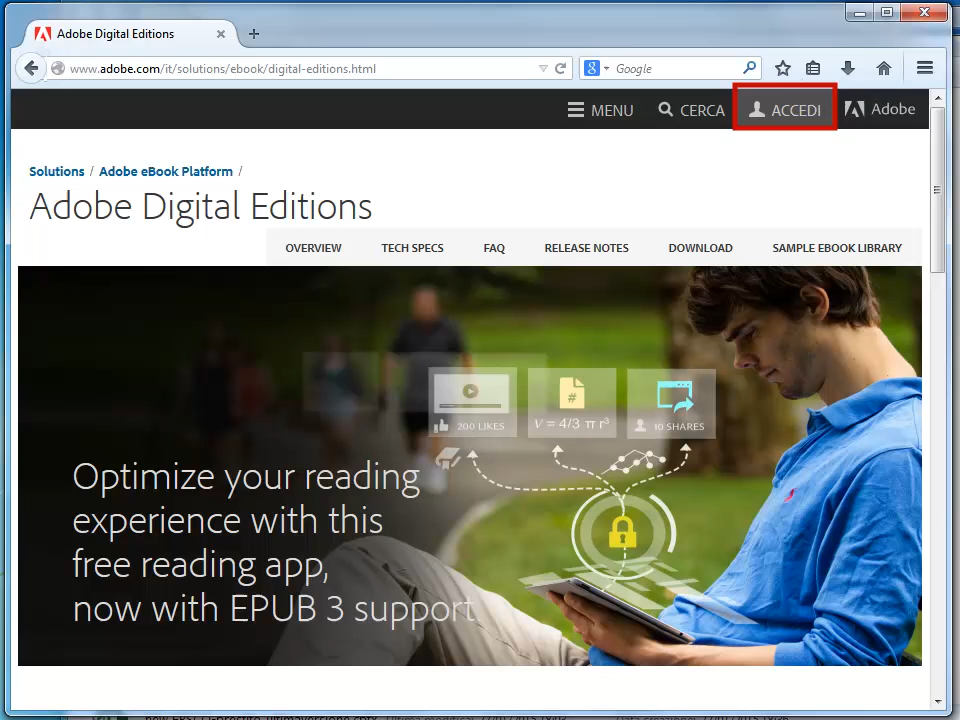 Adobe Digital Editions
www.adobe.com/it/solutions/ebook/digital-editions.html
Google
MENU CERCA ACCEDI Adobe
Solutions / Adobe eBook Platform /
Adobe Digital Editions
OVERVIEW TECH SPECS FAQ RELEASE NOTES DOWNLOAD SAMPLE EBOOK LIBRARY
#
200 LIKES V = 4/3 π r³ 10 SHARES
Optimize your reading
experience with this
free reading app,
now with EPUB 3 support